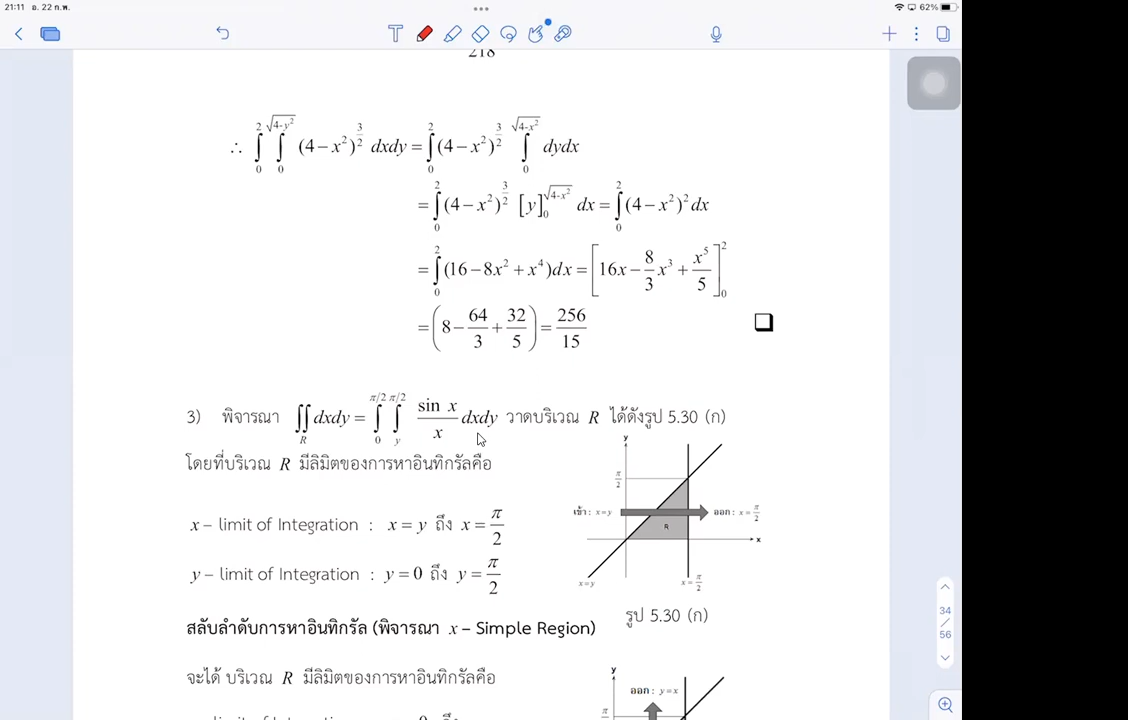 21:11 อ. 22 ก.พ.
62%
218
∴ ∫₀² ∫₀^√(4-y²) (4 − x²)^(3/2) dxdy = ∫₀² (4 − x²)^(3/2) ∫₀^√(4-x²) dydx
= ∫₀² (4 − x²)^(3/2) [y]₀^√(4-x²) dx = ∫₀² (4 − x²)² dx
= ∫₀² (16 − 8x² + x⁴)dx = [16x − 8/3 x³ + x⁵/5]₀²
= (8 − 64/3 + 32/5) = 256/15 ❑
3) พิจารณา ∬_R dxdy = ∫₀^(π/2) ∫_y^(π/2) sin x / x dxdy วาดบริเวณ R ได้ดังรูป 5.30 (ก)
โดยที่บริเวณ R มีลิมิตของการหาอินทิกรัลคือ
x – limit of Integration : x = y ถึง x = π/2
y – limit of Integration : y = 0 ถึง y = π/2
y
π/2
เข้า : x = y
ออก : x = π/2
R
x
x = y
x = π/2
รูป 5.30 (ก)
สลับลำดับการหาอินทิกรัล (พิจารณา x – Simple Region)
จะได้ บริเวณ R มีลิมิตของการหาอินทิกรัลคือ
y
ออก : y = x
34
/
56